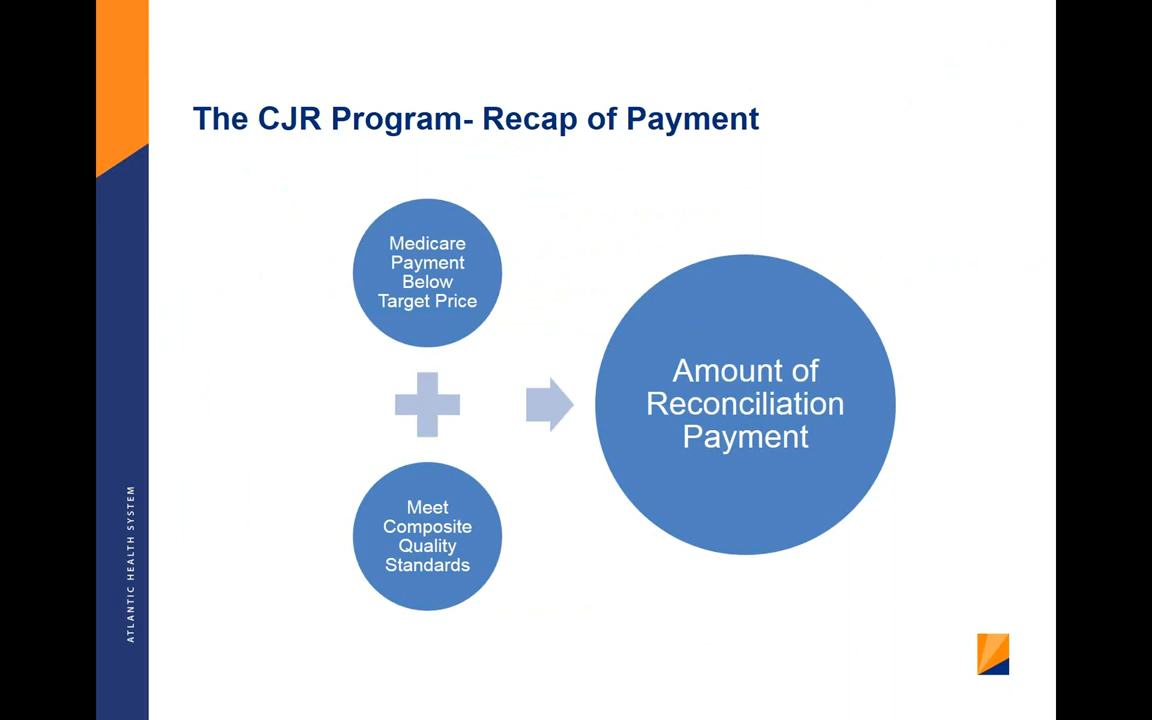 The CJR Program- Recap of Payment
Medicare
Payment
Below
Target Price
Meet
Composite
Quality
Standards
Amount of
Reconciliation
Payment
ATLANTIC HEALTH SYSTEM